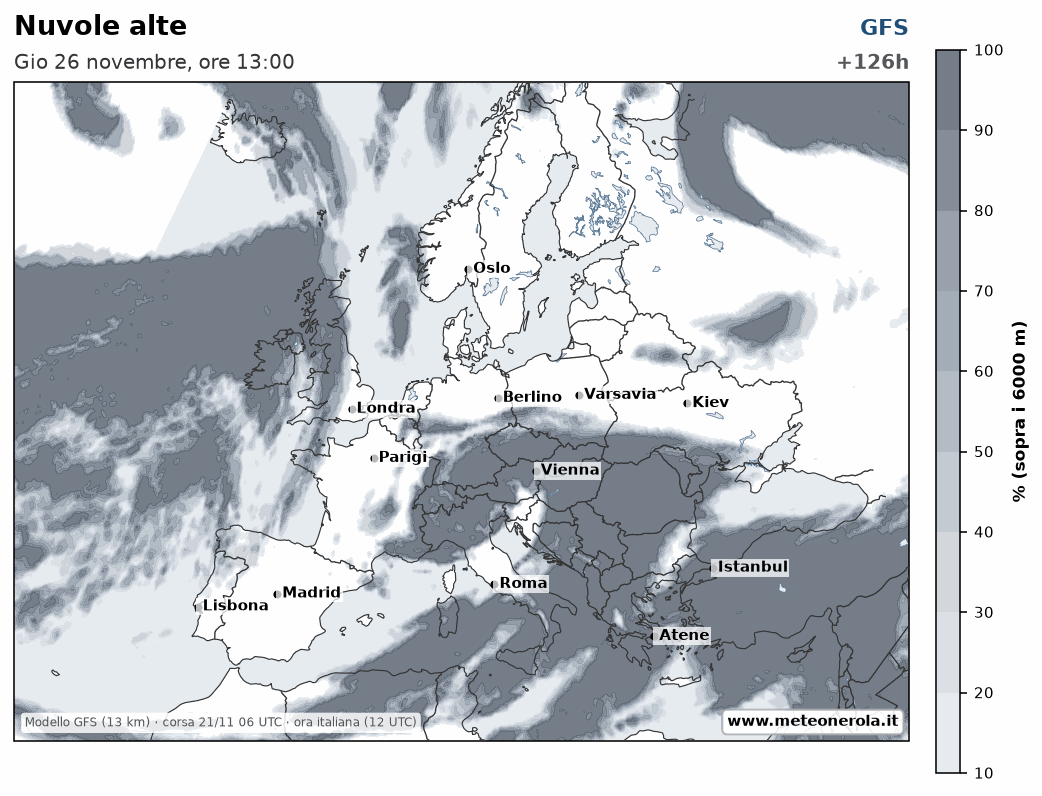 Nuvole alte
GFS
Gio 26 novembre, ore 13:00
+126h
100
90
80
70
60
50
40
30
20
10
% (sopra i 6000 m)
Oslo
Berlino
Varsavia
Kiev
Londra
Parigi
Vienna
Istanbul
Roma
Madrid
Lisbona
Atene
Modello GFS (13 km) · corsa 21/11 06 UTC · ora italiana (12 UTC)
www.meteonerola.it